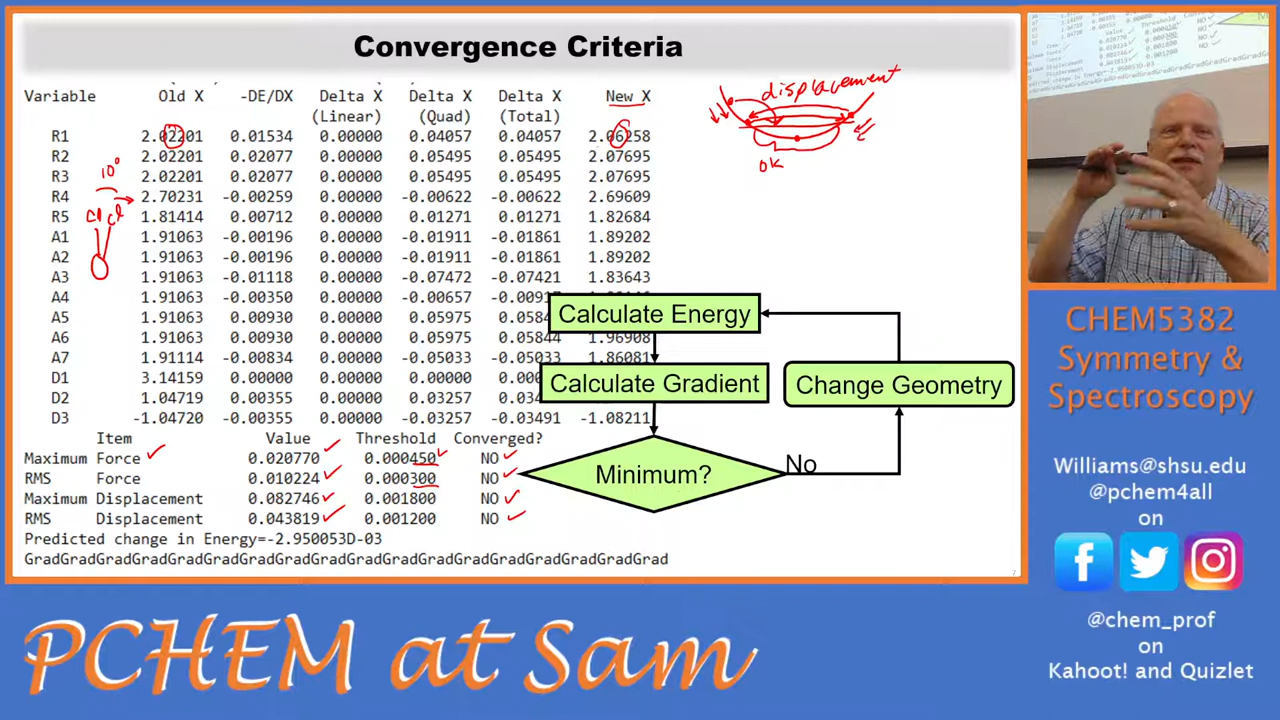 Convergence Criteria
Variable Old X -DE/DX Delta X Delta X Delta X New X
(Linear) (Quad) (Total)
R1 2.02201 0.01534 0.00000 0.04057 0.04057 2.06258
R2 2.02201 0.02077 0.00000 0.05495 0.05495 2.07695
R3 2.02201 0.02077 0.00000 0.05495 0.05495 2.07695
R4 2.70231 -0.00259 0.00000 -0.00622 -0.00622 2.69609
R5 1.81414 0.00712 0.00000 0.01271 0.01271 1.82684
A1 1.91063 -0.00196 0.00000 -0.01911 -0.01861 1.89202
A2 1.91063 -0.00196 0.00000 -0.01911 -0.01861 1.89202
A3 1.91063 -0.01118 0.00000 -0.07472 -0.07421 1.83643
A4 1.91063 -0.00350 0.00000 -0.00657
A5 1.91063 0.00930 0.00000 0.05975
A6 1.91063 0.00930 0.00000 0.05975 0.05844 1.96908
A7 1.91114 -0.00834 0.00000 -0.05033 -0.05033 1.86081
D1 3.14159 0.00000 0.00000 0.00000
D2 1.04719 0.00355 0.00000 0.03257
D3 -1.04720 -0.00355 0.00000 -0.03257 -0.03491 -1.08211
Item Value Threshold Converged?
Maximum Force 0.020770 0.000450 NO
RMS Force 0.010224 0.000300 NO
Maximum Displacement 0.082746 0.001800 NO
RMS Displacement 0.043819 0.001200 NO
Predicted change in Energy=-2.950053D-03
GradGradGradGradGradGradGradGradGradGradGradGradGradGradGradGradGradGrad
displacement
ok
10°
Cl Cl
Calculate Energy
Calculate Gradient
Change Geometry
Minimum?
No
7
CHEM5382
Symmetry &
Spectroscopy
Williams@shsu.edu
@pchem4all
on
@chem_prof
on
Kahoot! and Quizlet
PCHEM at Sam